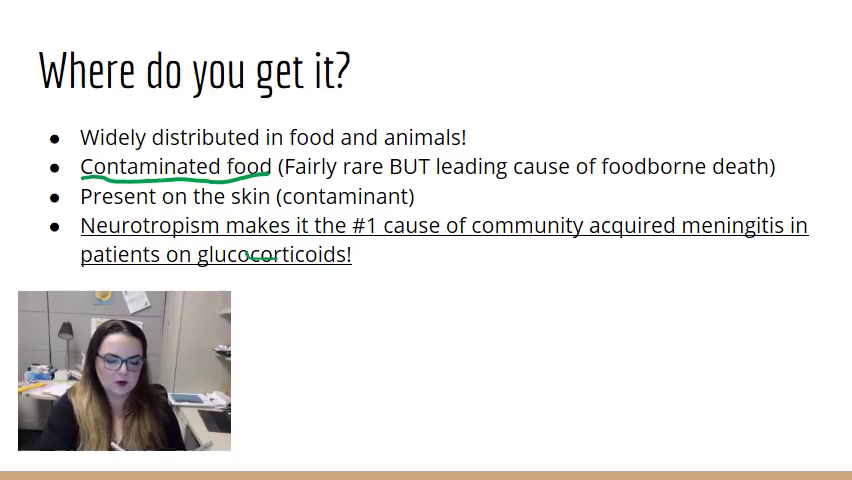 Where do you get it?
● Widely distributed in food and animals!
● Contaminated food (Fairly rare BUT leading cause of foodborne death)
● Present on the skin (contaminant)
● Neurotropism makes it the #1 cause of community acquired meningitis in
patients on glucocorticoids!